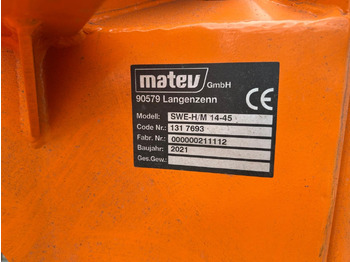 matev GmbH
90579 Langenzenn
CE
Modell: SWE-H/M 14-45
Code Nr.: 131 7693
Fabr. Nr.: 000000211112
Baujahr: 2021
Ges.Gew.: